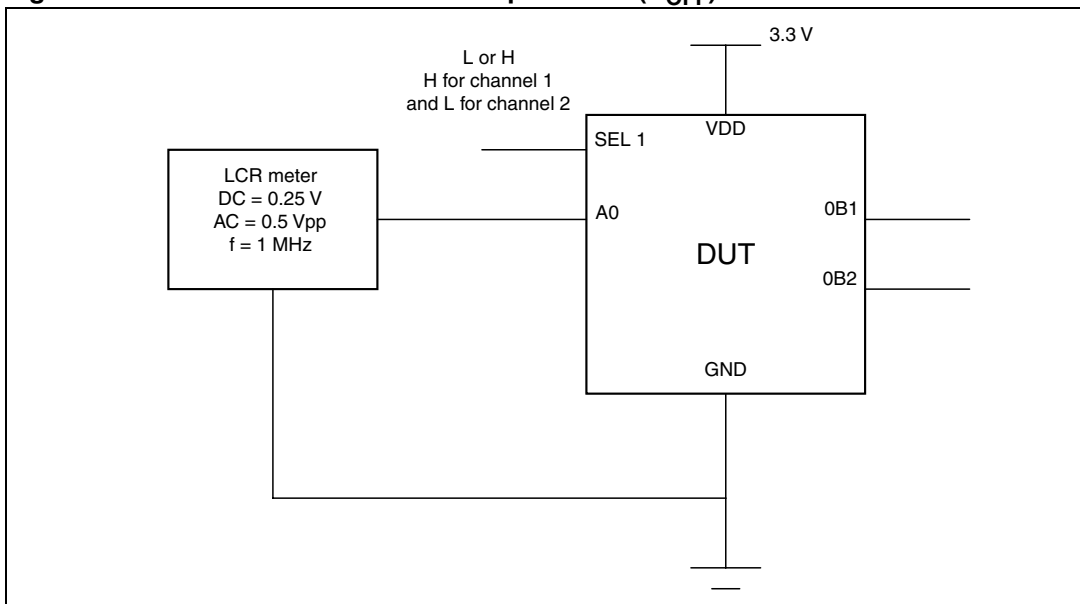 3.3 V
L or H
H for channel 1
and L for channel 2
SEL 1
VDD
LCR meter
DC = 0.25 V
AC = 0.5 Vpp
f = 1 MHz
A0
0B1
DUT
0B2
GND